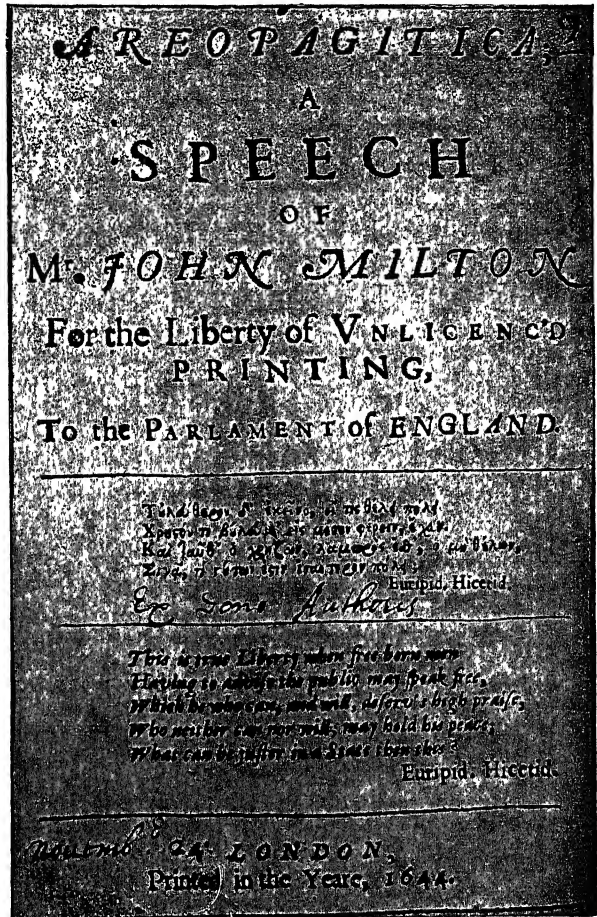 AREOPAGITICA;
A
SPEECH
OF
Mr. JOHN MILTON
For the Liberty of VNLICENC'D
PRINTING,
To the PARLAMENT of ENGLAND.
Euripid. Hicetid.
Ex Dono Authoris
This is true Liberty when free born men
Having to advise the public may speak free,
Which he who can, and will, deserv's high praise,
Who neither can nor will, may hold his peace;
What can be juster in a State then this?
Euripid. Hicetid.
Novemb. 24. LONDON,
Printed in the Yeare, 1644.